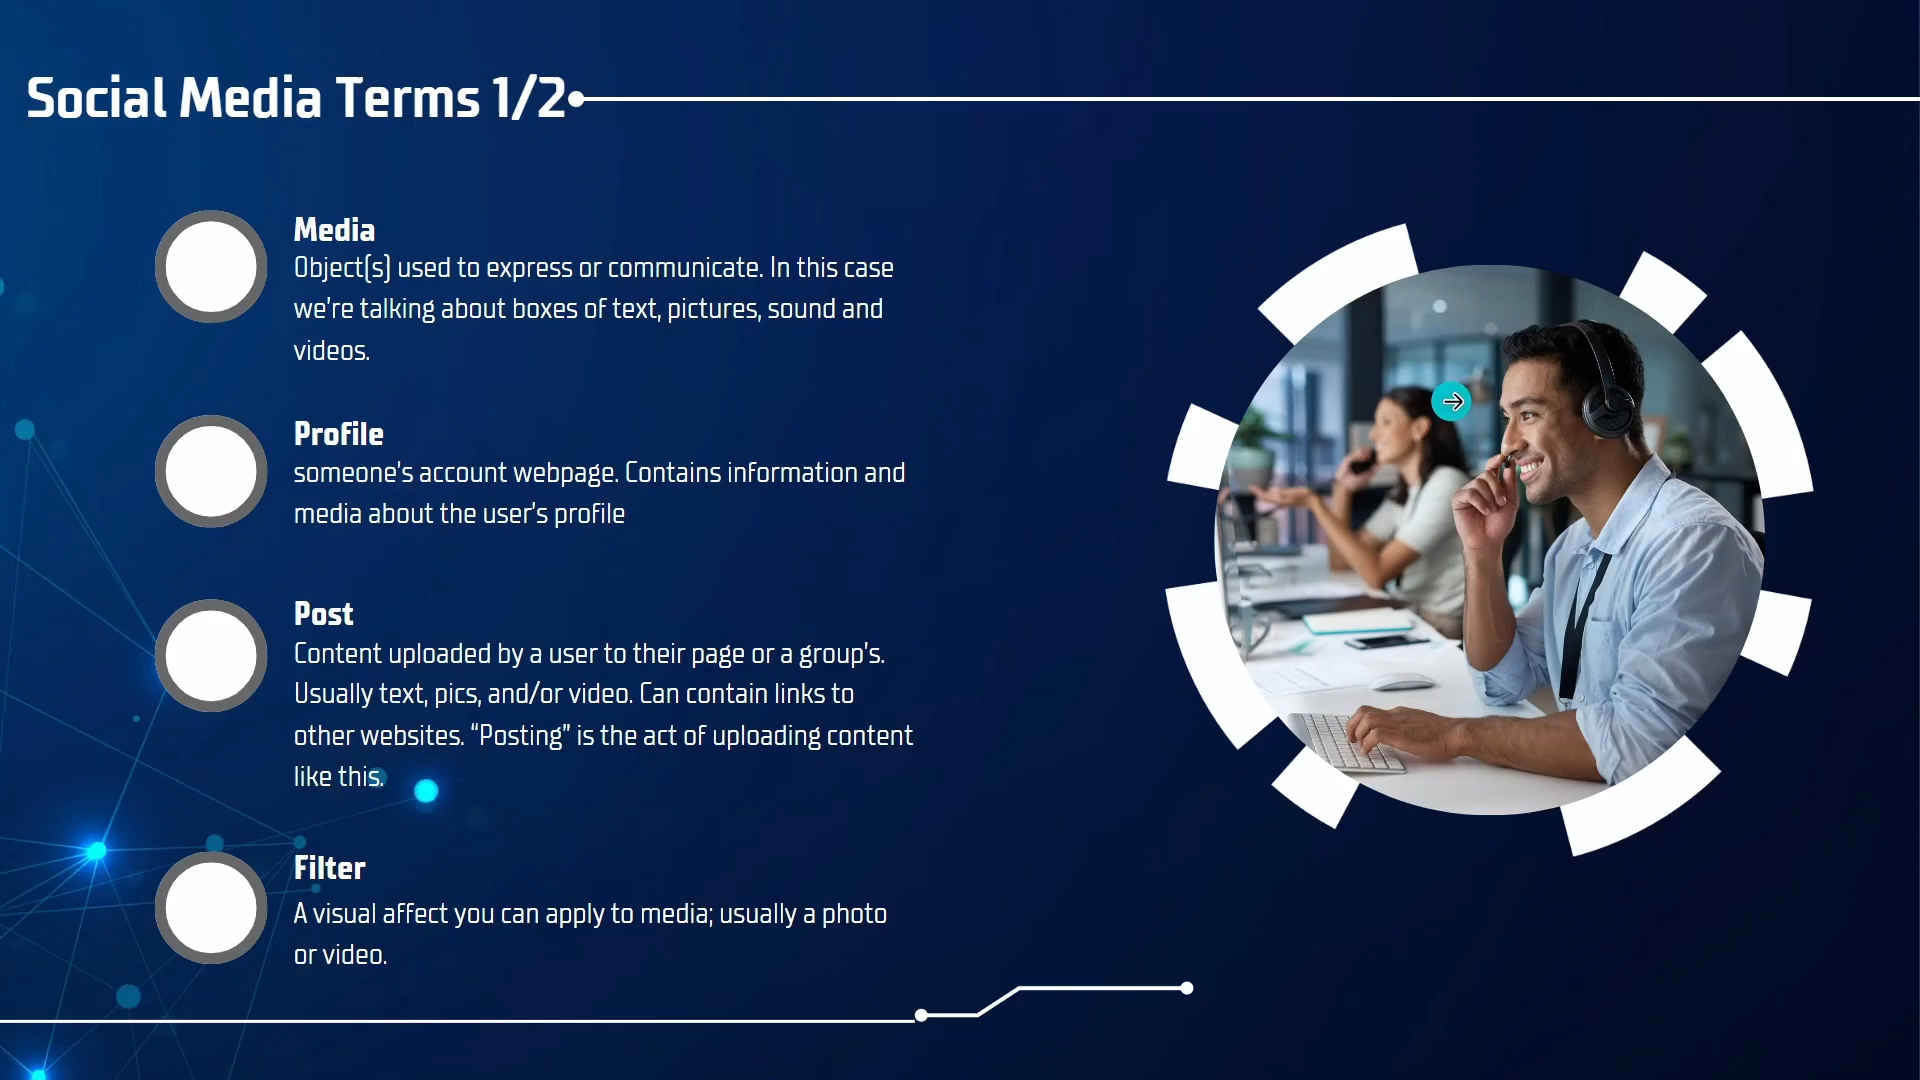 Social Media Terms 1/2
Media
Object(s) used to express or communicate. In this case
we're talking about boxes of text, pictures, sound and
videos.
Profile
someone's account webpage. Contains information and
media about the user's profile
Post
Content uploaded by a user to their page or a group's.
Usually text, pics, and/or video. Can contain links to
other websites. “Posting” is the act of uploading content
like this.
Filter
A visual affect you can apply to media; usually a photo
or video.